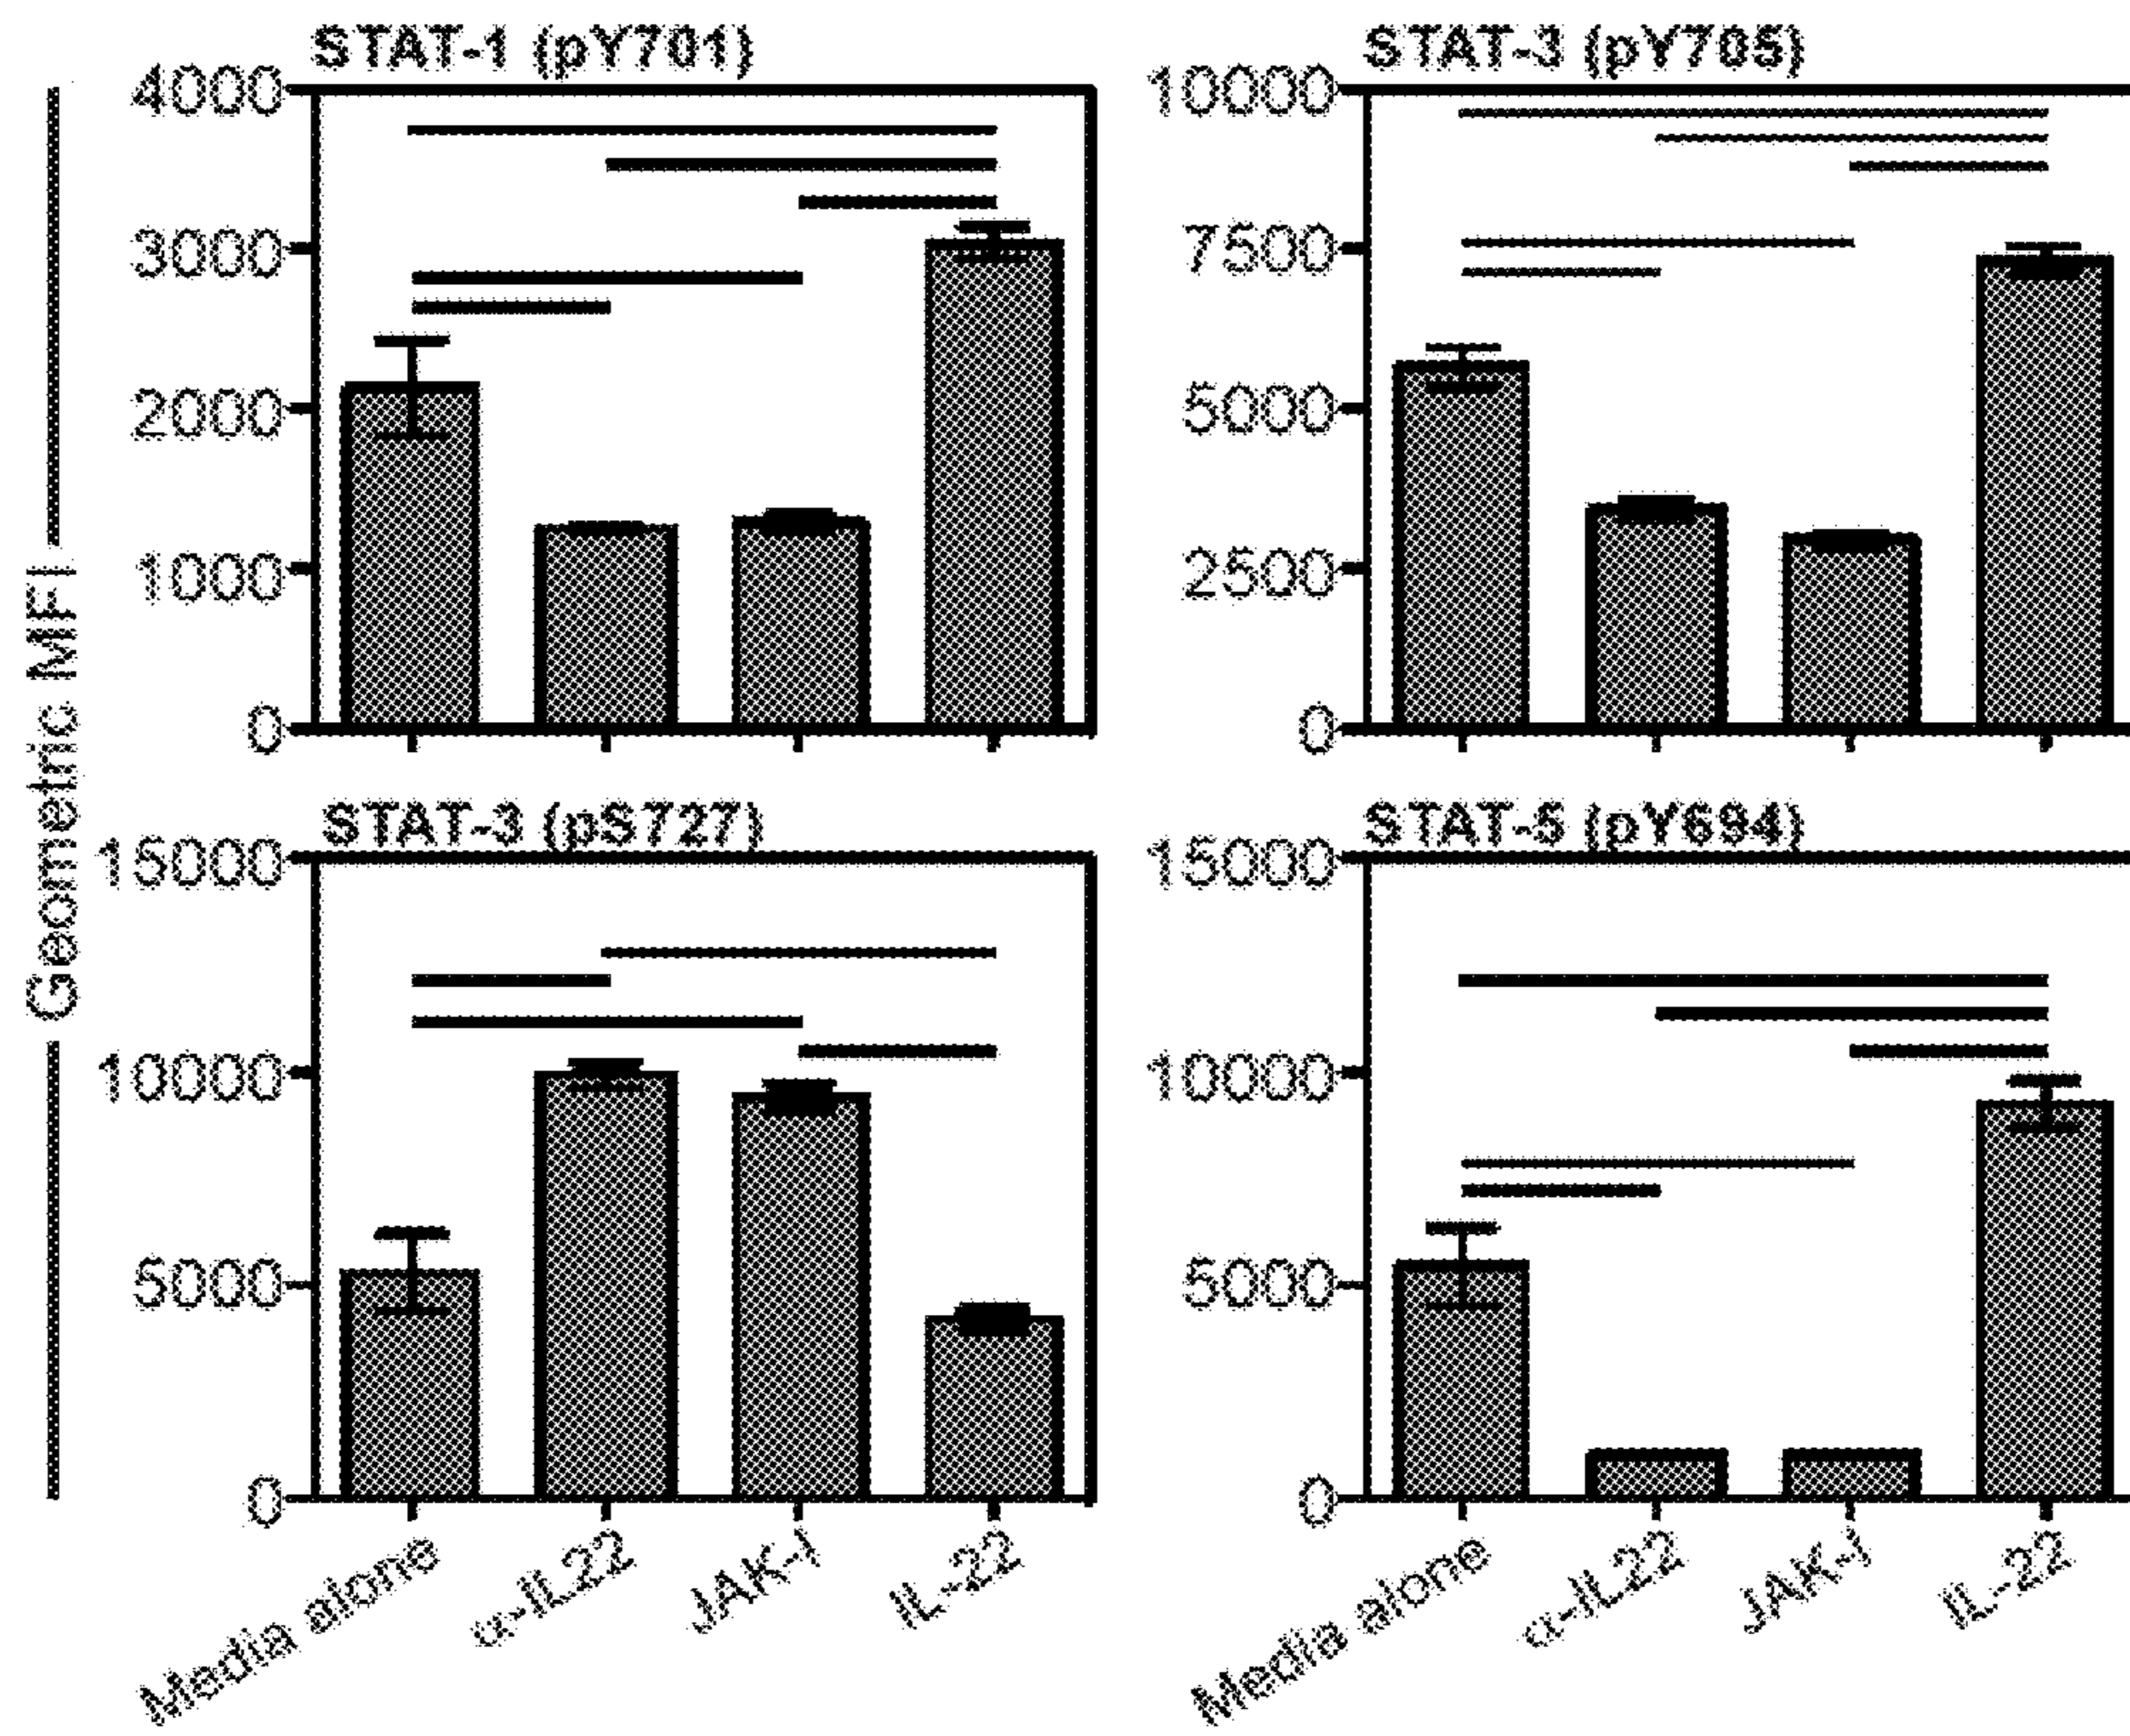 Geometric MFI
STAT-1 (pY701)
4000
3000
2000
1000
0
STAT-3 (pY705)
10000
7500
5000
2500
0
STAT-3 (pS727)
15000
10000
5000
0
Media alone
α-IL22
JAK-i
IL-22
STAT-5 (pY694)
15000
10000
5000
0
Media alone
α-IL22
JAK-i
IL-22